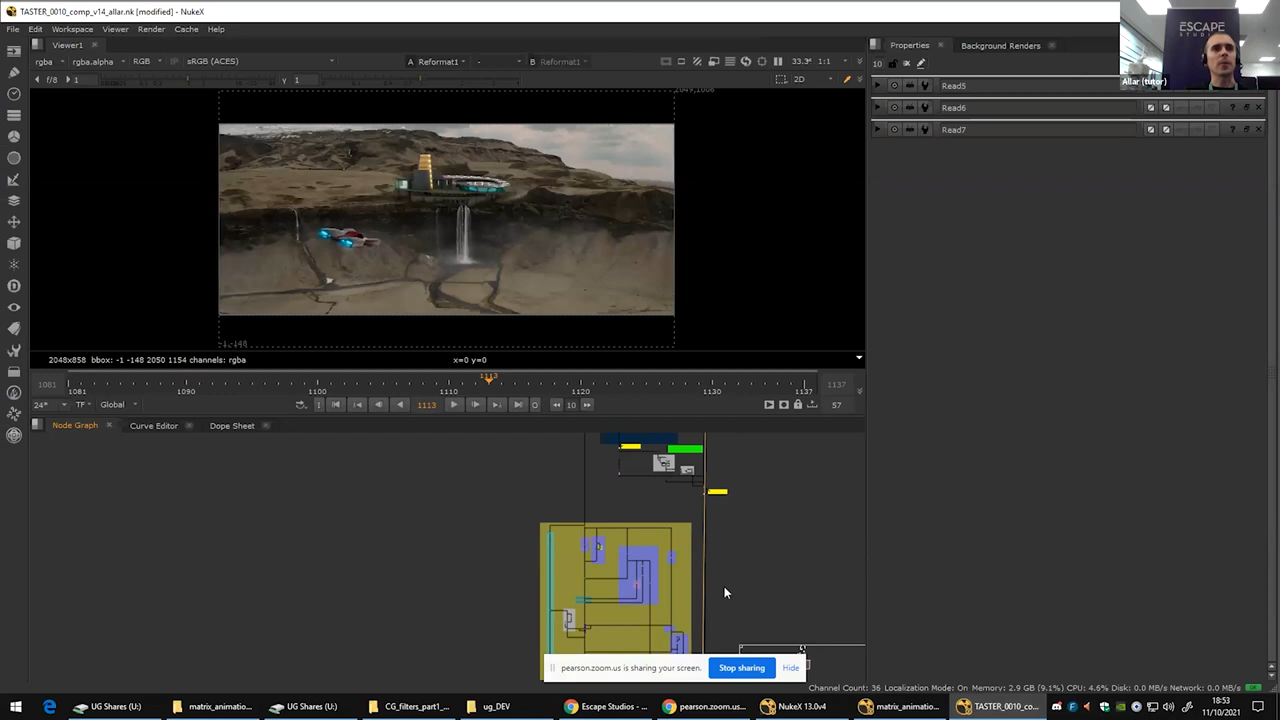 TASTER_0010_comp_v14_allar.nk [modified] - NukeX
File Edit Workspace Viewer Render Cache Help
Viewer1
rgba rgba.alpha RGB sRGB (ACES) A Reformat1 - B Reformat1 33.3 1:1
f/8 1 Y 1 2D
2048x858 bbox: -1 -148 2050 1154 channels: rgba x=0 y=0
-1,-148
1081 1081 1090 1100 1110 1113 1120 1130 1137 1137
24* TF Global 1113 10 57
Node Graph Curve Editor Dope Sheet
Properties Background Renders
10
Read5
Read6
Read7
ESCAPE
STUDIOS
Allar (tutor)
pearson.zoom.us is sharing your screen. Stop sharing Hide
Channel Count: 36 Localization Mode: On Memory: 2.9 GB (9.1%) CPU: 4.6% Disk: 0.0 MB/s Network: 0.0 MB/s
UG Shares (U:) matrix_animatio... UG Shares (U:) CG_filters_part1_... ug_DEV Escape Studios - ... pearson.zoom.us... NukeX 13.0v4 matrix_animatio... TASTER_0010_co...
18:53
11/10/2021